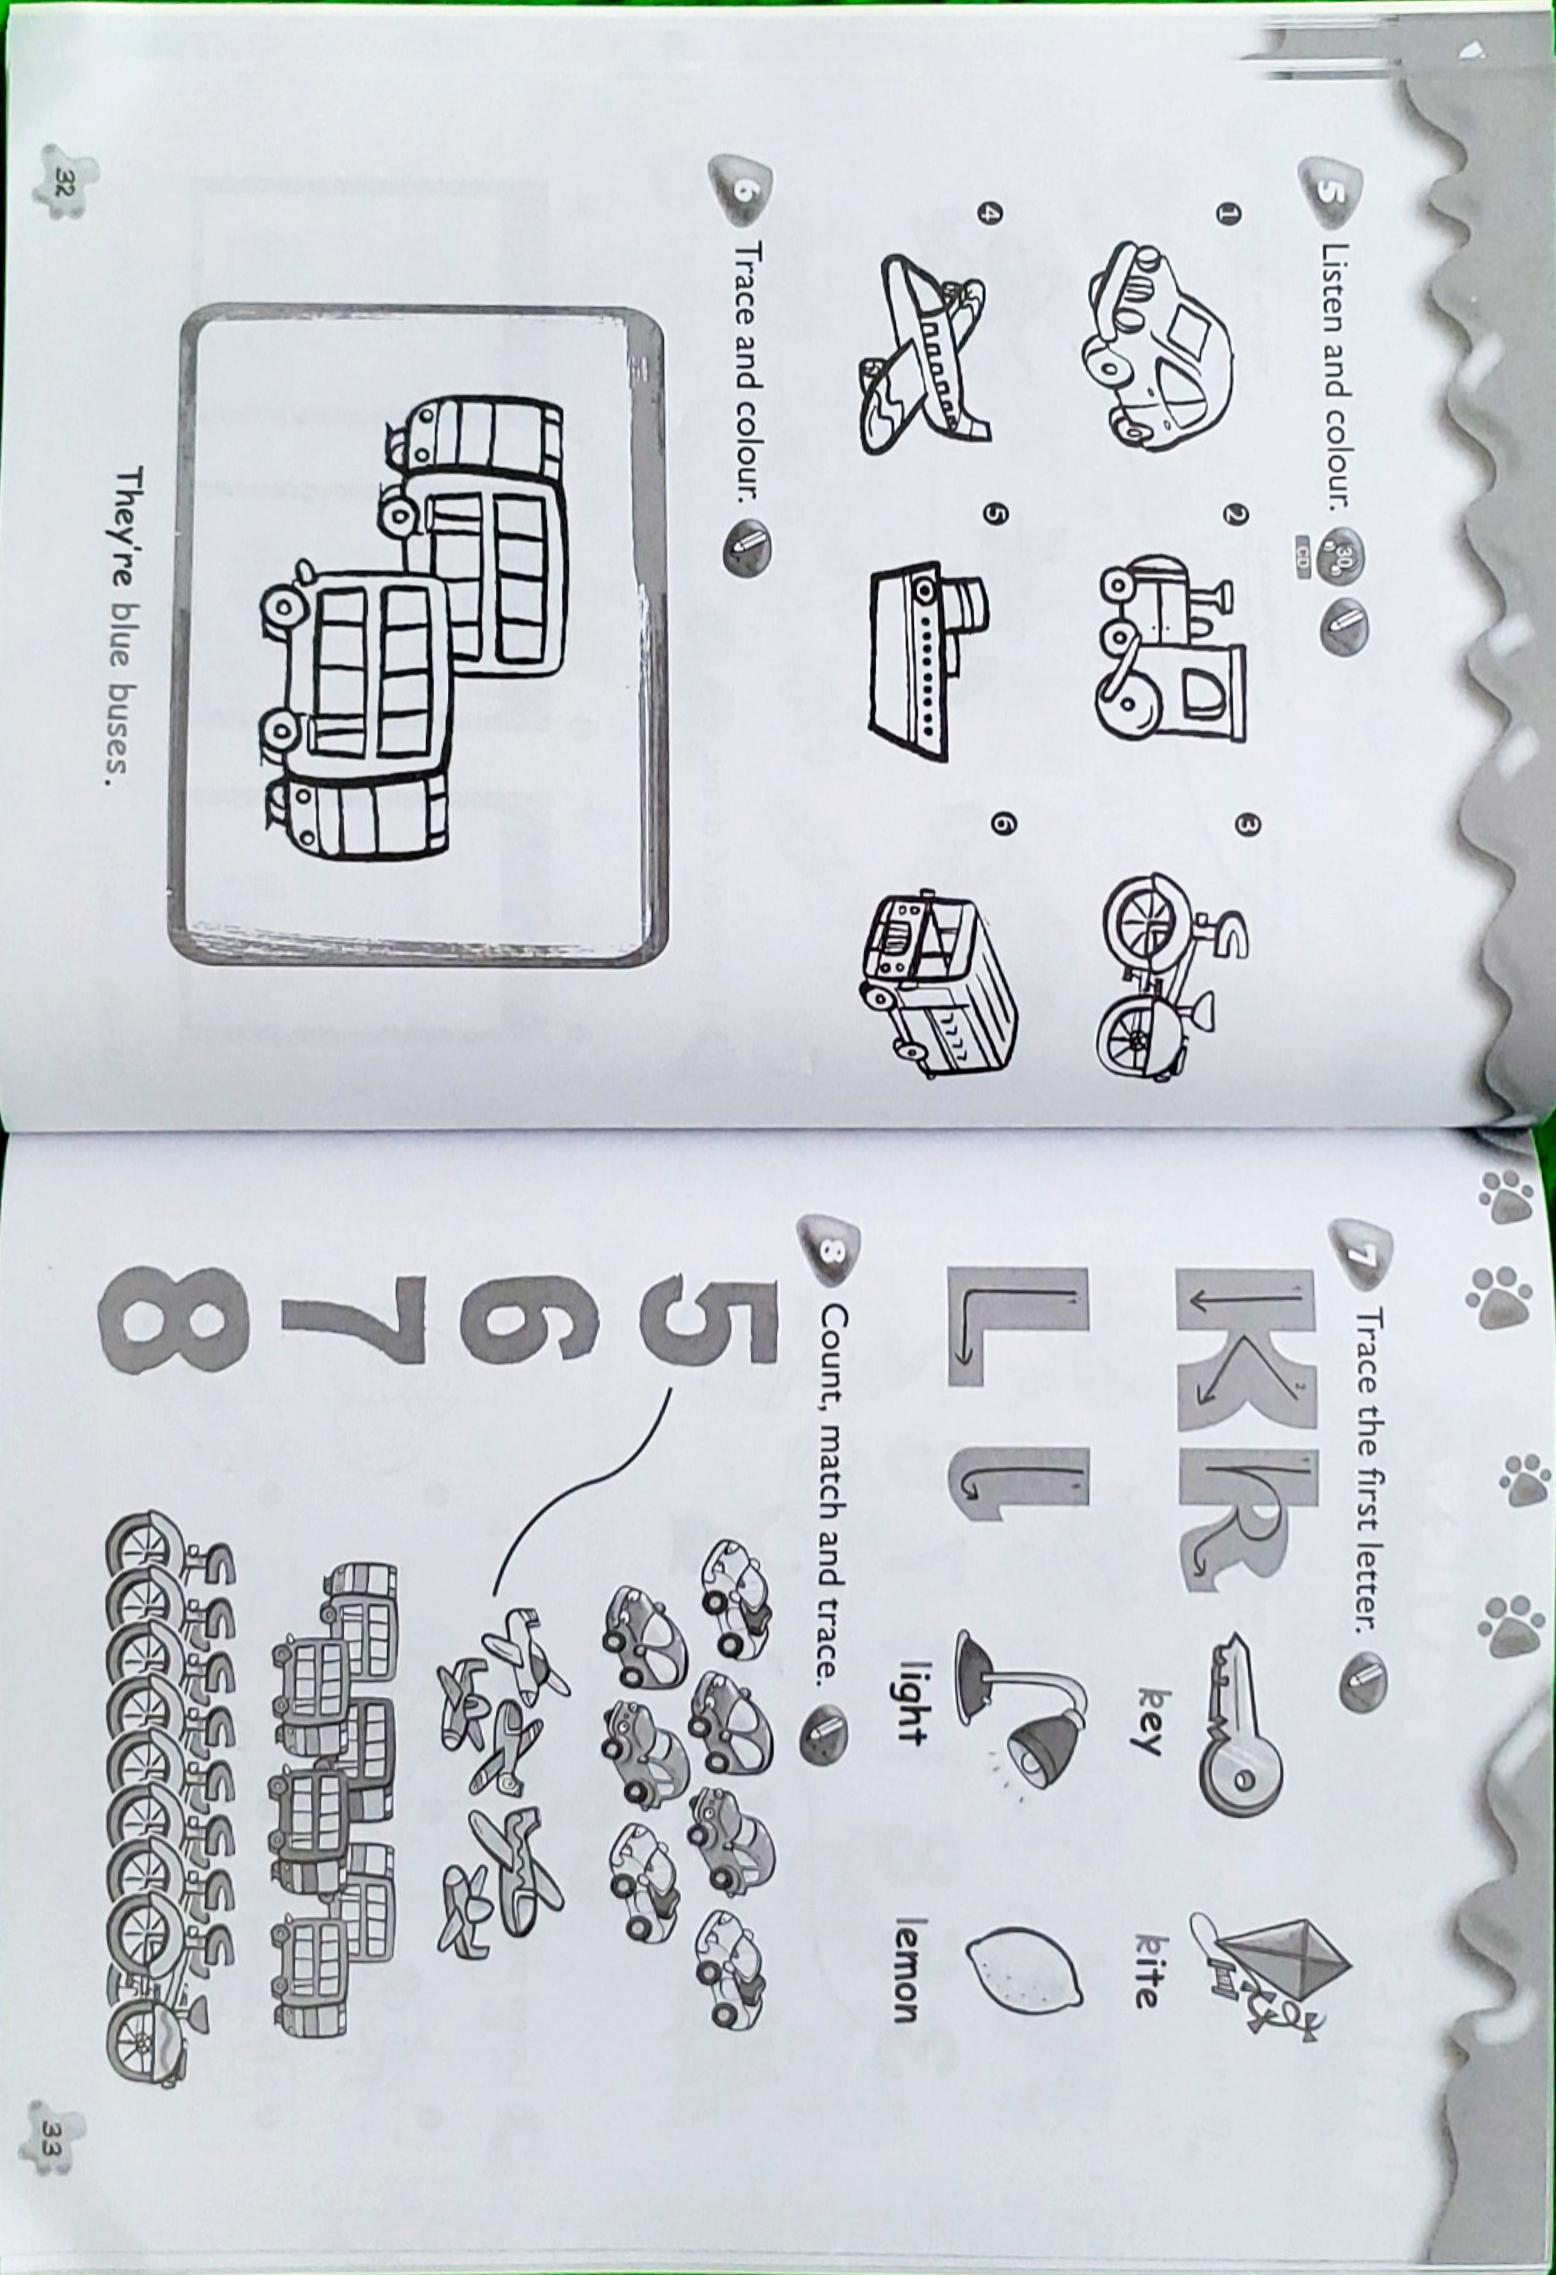 5 Listen and colour. 30
CD
1 2 3
4 5 6
6 Trace and colour.
They're blue buses.
32
7 Trace the first letter.
K k
key kite
L l
light lemon
8 Count, match and trace.
5
6
7
8
33